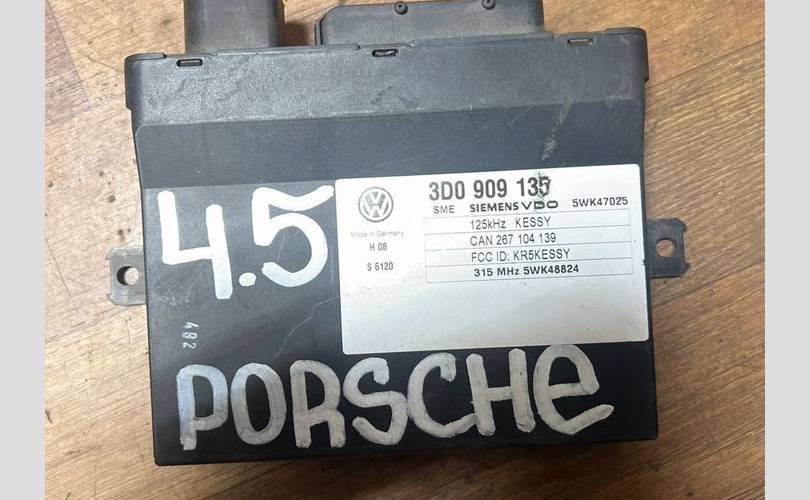 3D0 909 135
SME SIEMENS VDO 5WK47025
Made in Germany
125kHz KESSY
H 08
CAN 267 104 139
FCC ID: KR5KESSY
S 6120
315 MHz 5WK48824
4.5
482
PORSCHE